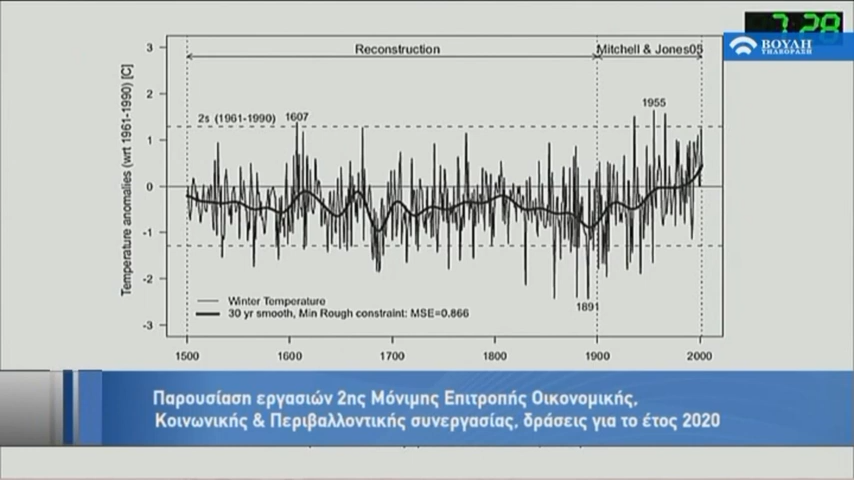 7.28
ΒΟΥΛΗ
ΤΗΛΕΟΡΑΣΗ
Reconstruction
Mitchell & Jones05
2s (1961-1990)
1607
1955
1891
Temperature anomalies (wrt 1961-1990) [C]
3
2
1
0
-1
-2
-3
Winter Temperature
30 yr smooth, Min Rough constraint: MSE=0.866
1500 1600 1700 1800 1900 2000
Παρουσίαση εργασιών 2ης Μόνιμης Επιτροπής Οικονομικής,
Κοινωνικής & Περιβαλλοντικής συνεργασίας, δράσεις για το έτος 2020